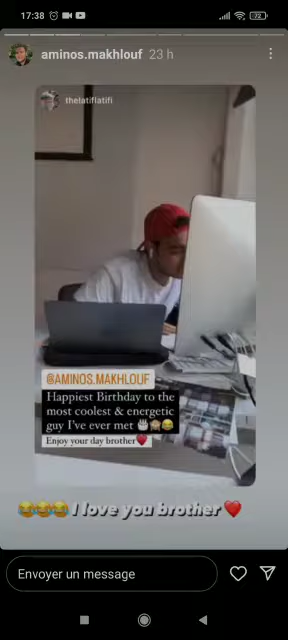 17:38
72
aminos.makhlouf 23 h
thelatiflatifi
@AMINOS.MAKHLOUF
Happiest Birthday to the
most coolest & energetic
guy I've ever met
Enjoy your day brother
I love you brother
Envoyer un message